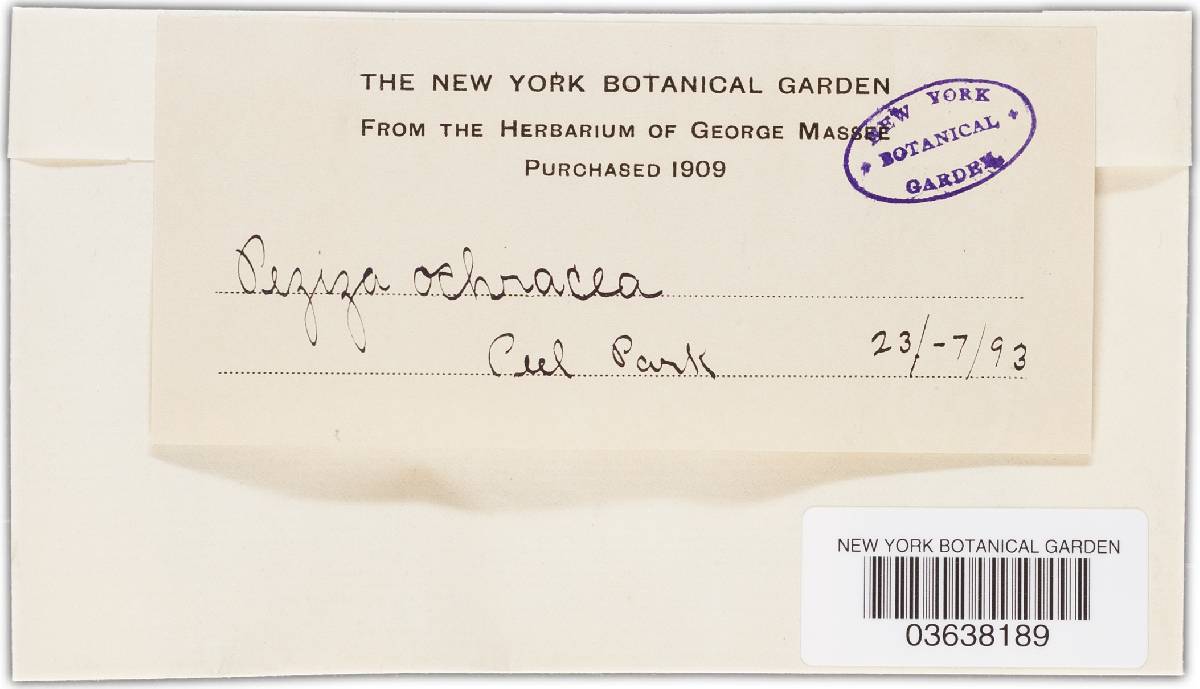 THE NEW YORK BOTANICAL GARDEN
FROM THE HERBARIUM OF GEORGE MASSEE
PURCHASED 1909
NEW YORK
BOTANICAL
GARDEN
Peziza ochracea
Peel Park 23/-7/93
NEW YORK BOTANICAL GARDEN
03638189